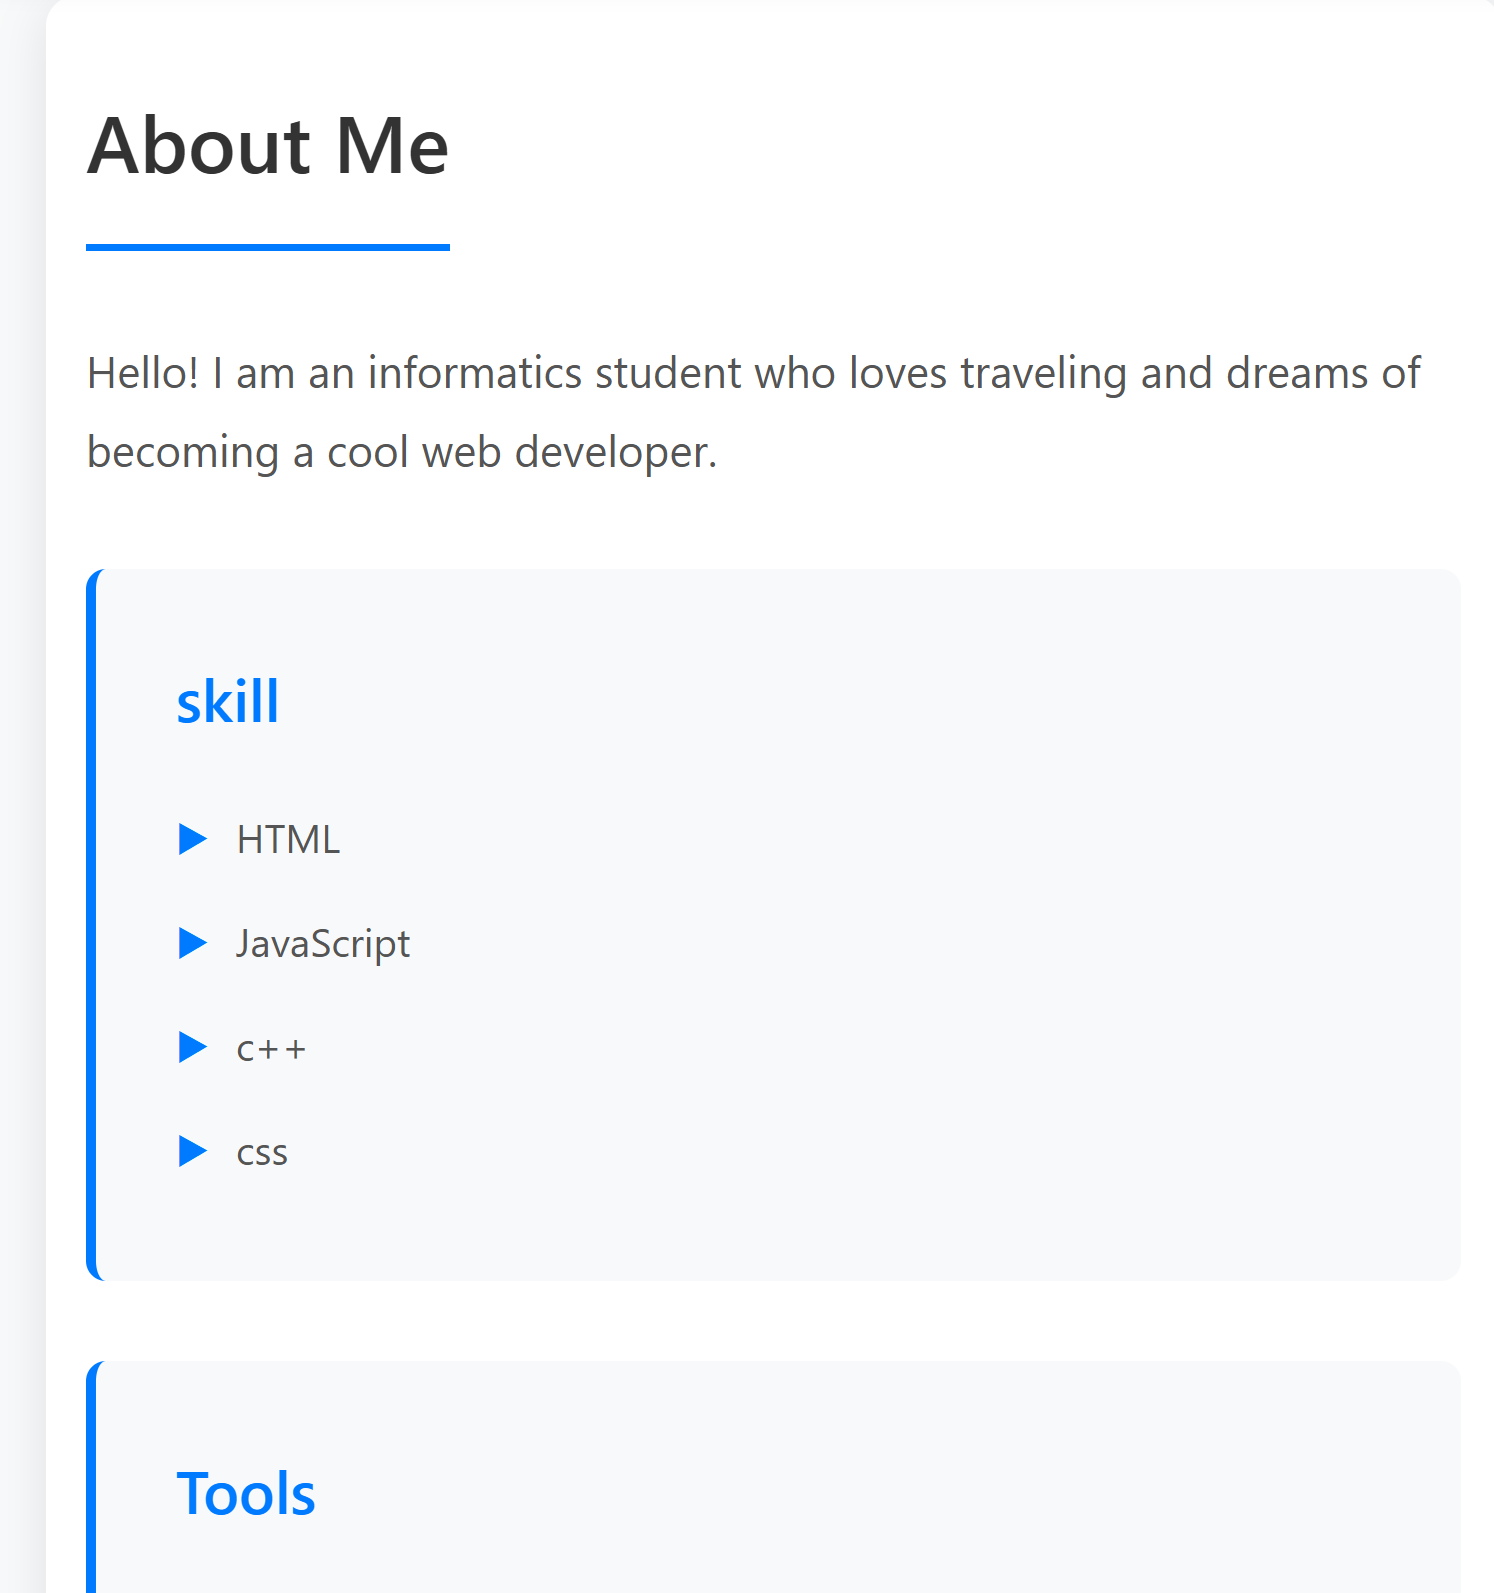 About Me
Hello! I am an informatics student who loves traveling and dreams of
becoming a cool web developer.
skill
HTML
JavaScript
c++
css
Tools